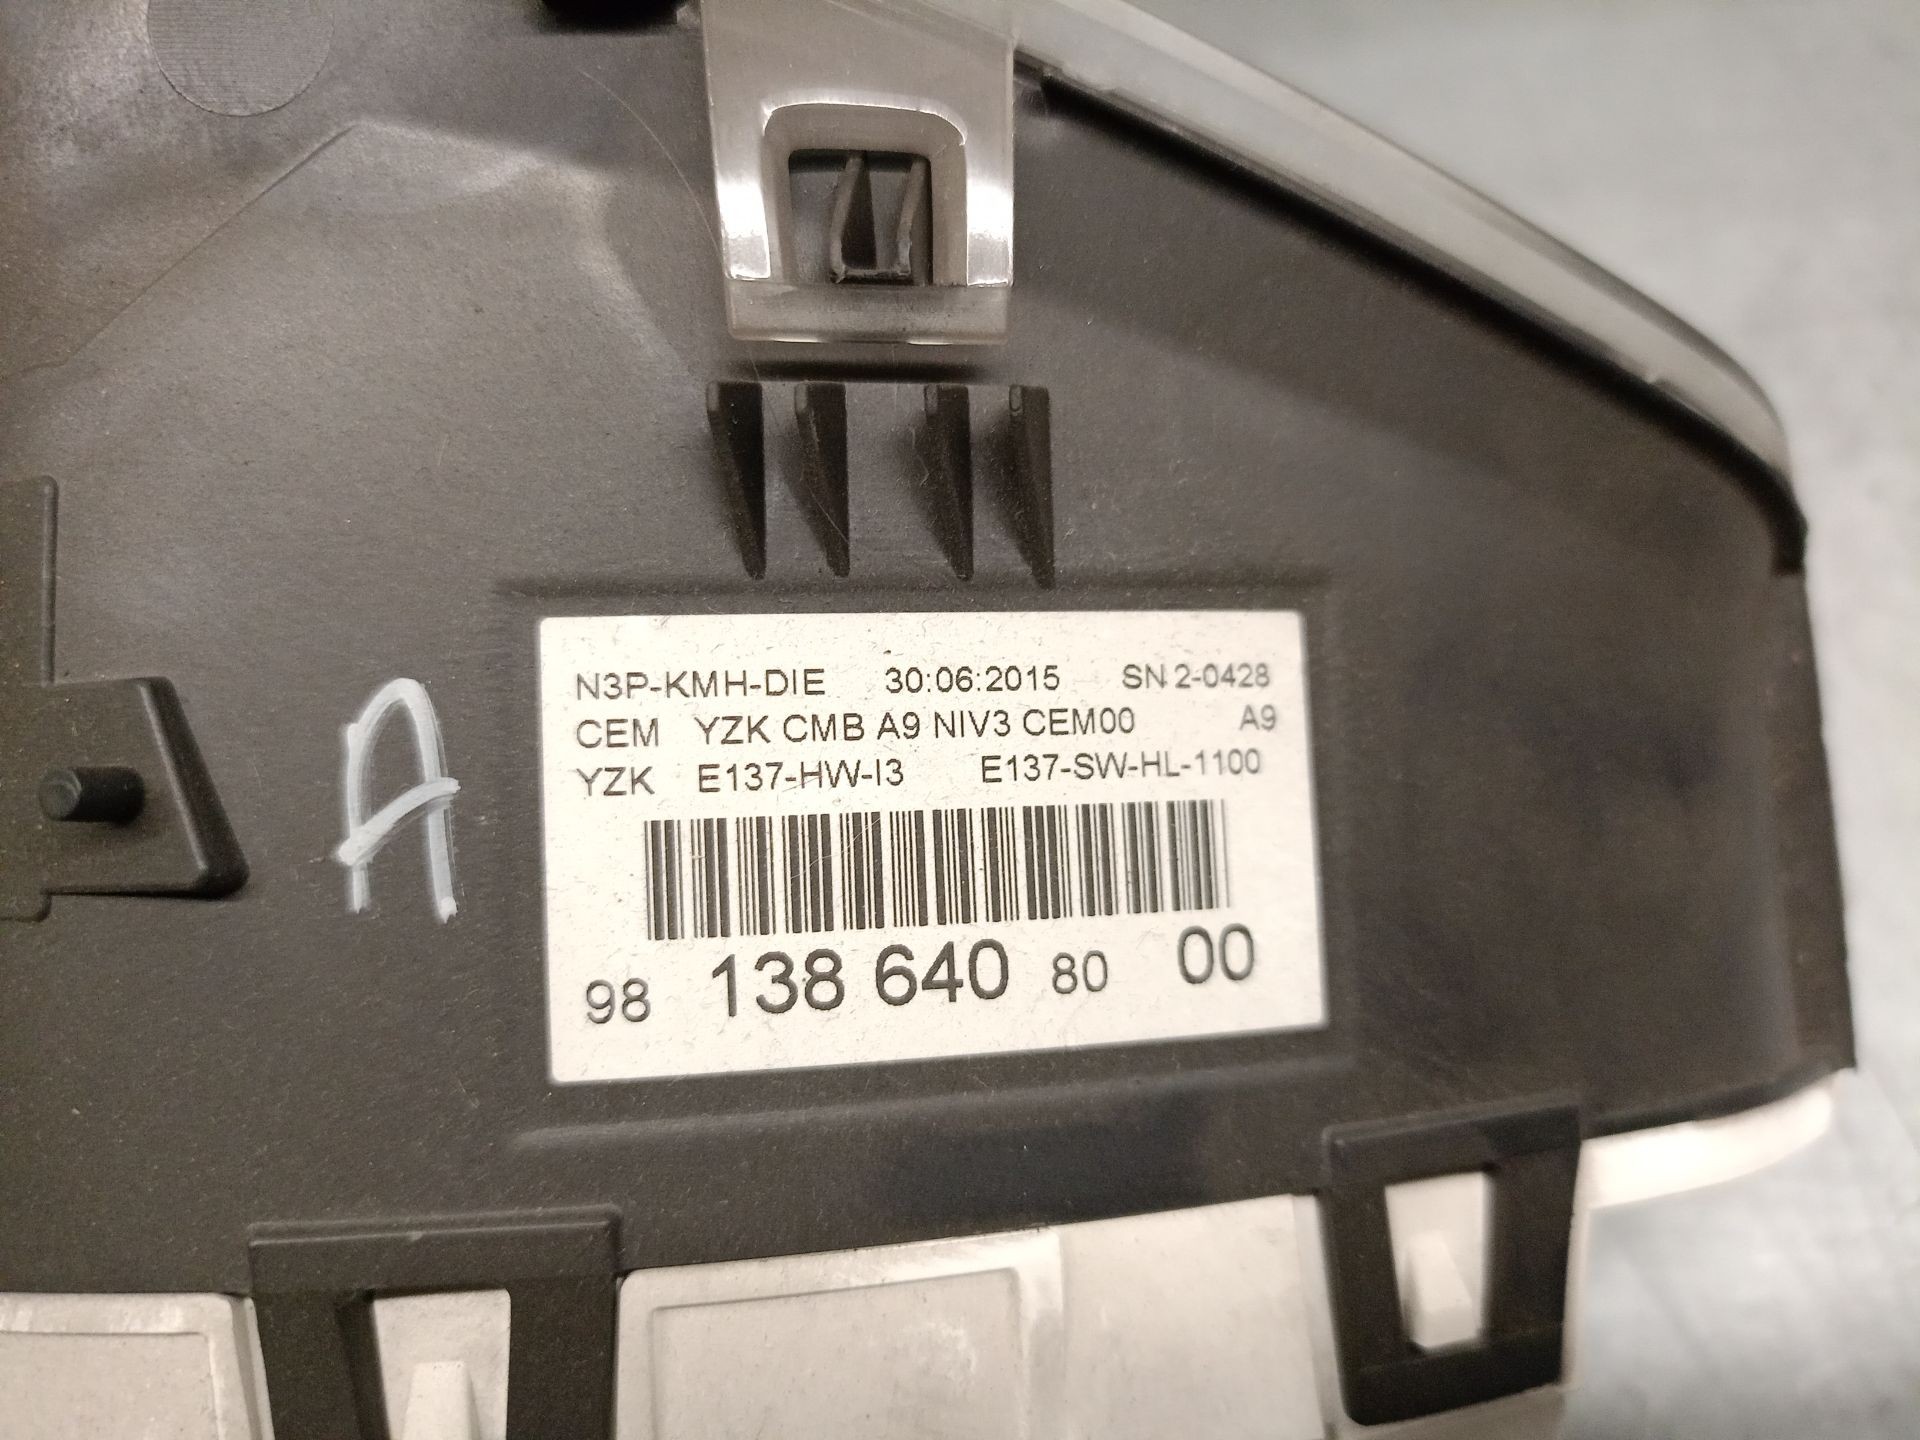 N3P-KMH-DIE 30:06:2015 SN 2-0428
CEM YZK CMB A9 NIV3 CEM00 A9
YZK E137-HW-I3 E137-SW-HL-1100
98 138 640 80 00
A